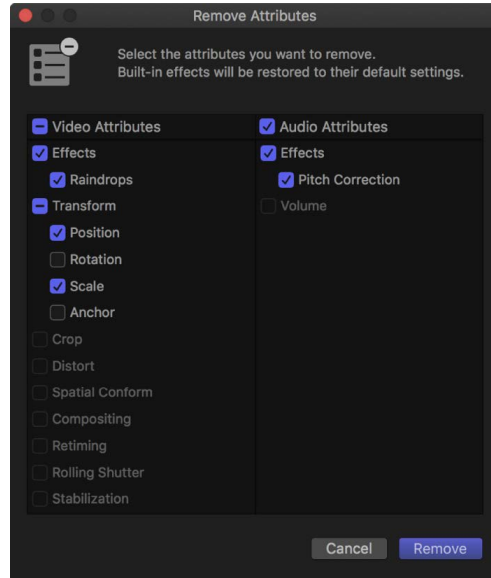 Remove Attributes
Select the attributes you want to remove.
Built-in effects will be restored to their default settings.
Video Attributes
Effects
Raindrops
Transform
Position
Rotation
Scale
Anchor
Crop
Distort
Spatial Conform
Compositing
Retiming
Rolling Shutter
Stabilization
Audio Attributes
Effects
Pitch Correction
Volume
Cancel
Remove